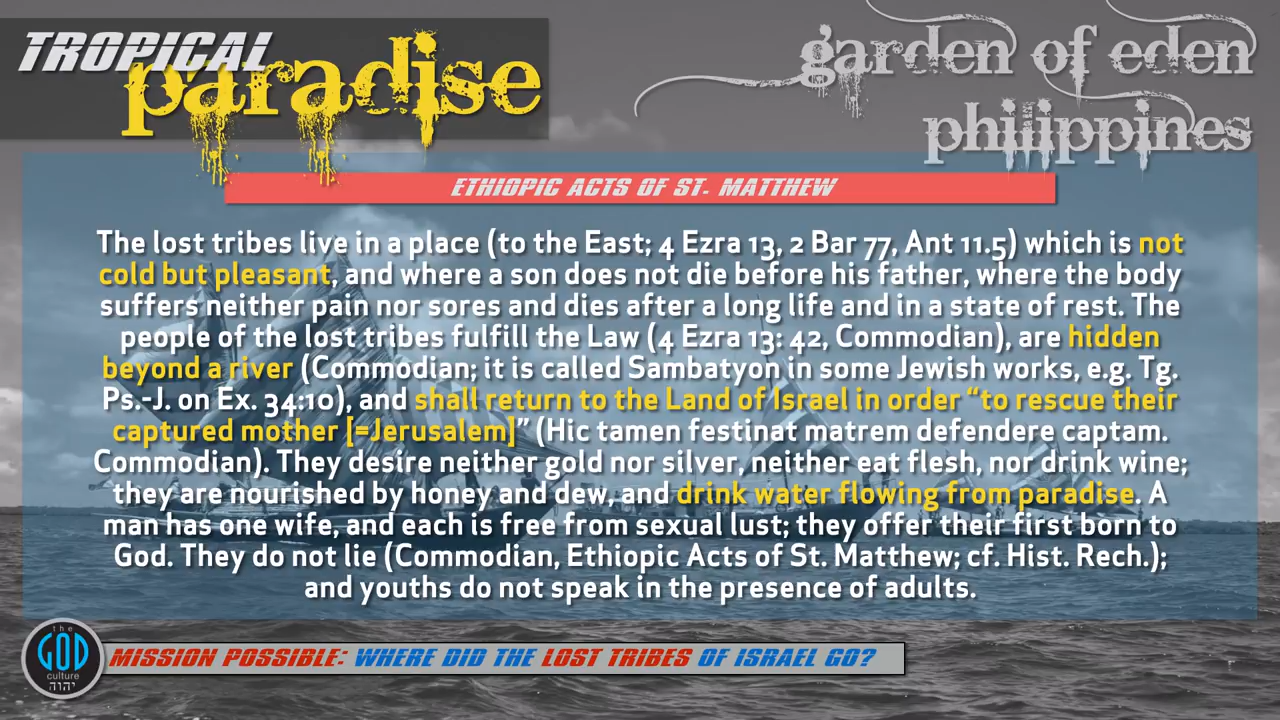 TROPICAL
paradise
garden of eden
philippines
ETHIOPIC ACTS OF ST. MATTHEW
The lost tribes live in a place (to the East; 4 Ezra 13, 2 Bar 77, Ant 11.5) which is not
cold but pleasant, and where a son does not die before his father, where the body
suffers neither pain nor sores and dies after a long life and in a state of rest. The
people of the lost tribes fulfill the Law (4 Ezra 13: 42, Commodian), are hidden
beyond a river (Commodian; it is called Sambatyon in some Jewish works, e.g. Tg.
Ps.-J. on Ex. 34:10), and shall return to the Land of Israel in order “to rescue their
captured mother [=Jerusalem]” (Hic tamen festinat matrem defendere captam.
Commodian). They desire neither gold nor silver, neither eat flesh, nor drink wine;
they are nourished by honey and dew, and drink water flowing from paradise. A
man has one wife, and each is free from sexual lust; they offer their first born to
God. They do not lie (Commodian, Ethiopic Acts of St. Matthew; cf. Hist. Rech.);
and youths do not speak in the presence of adults.
the
GOD
culture
יהוה
MISSION POSSIBLE: WHERE DID THE LOST TRIBES OF ISRAEL GO?